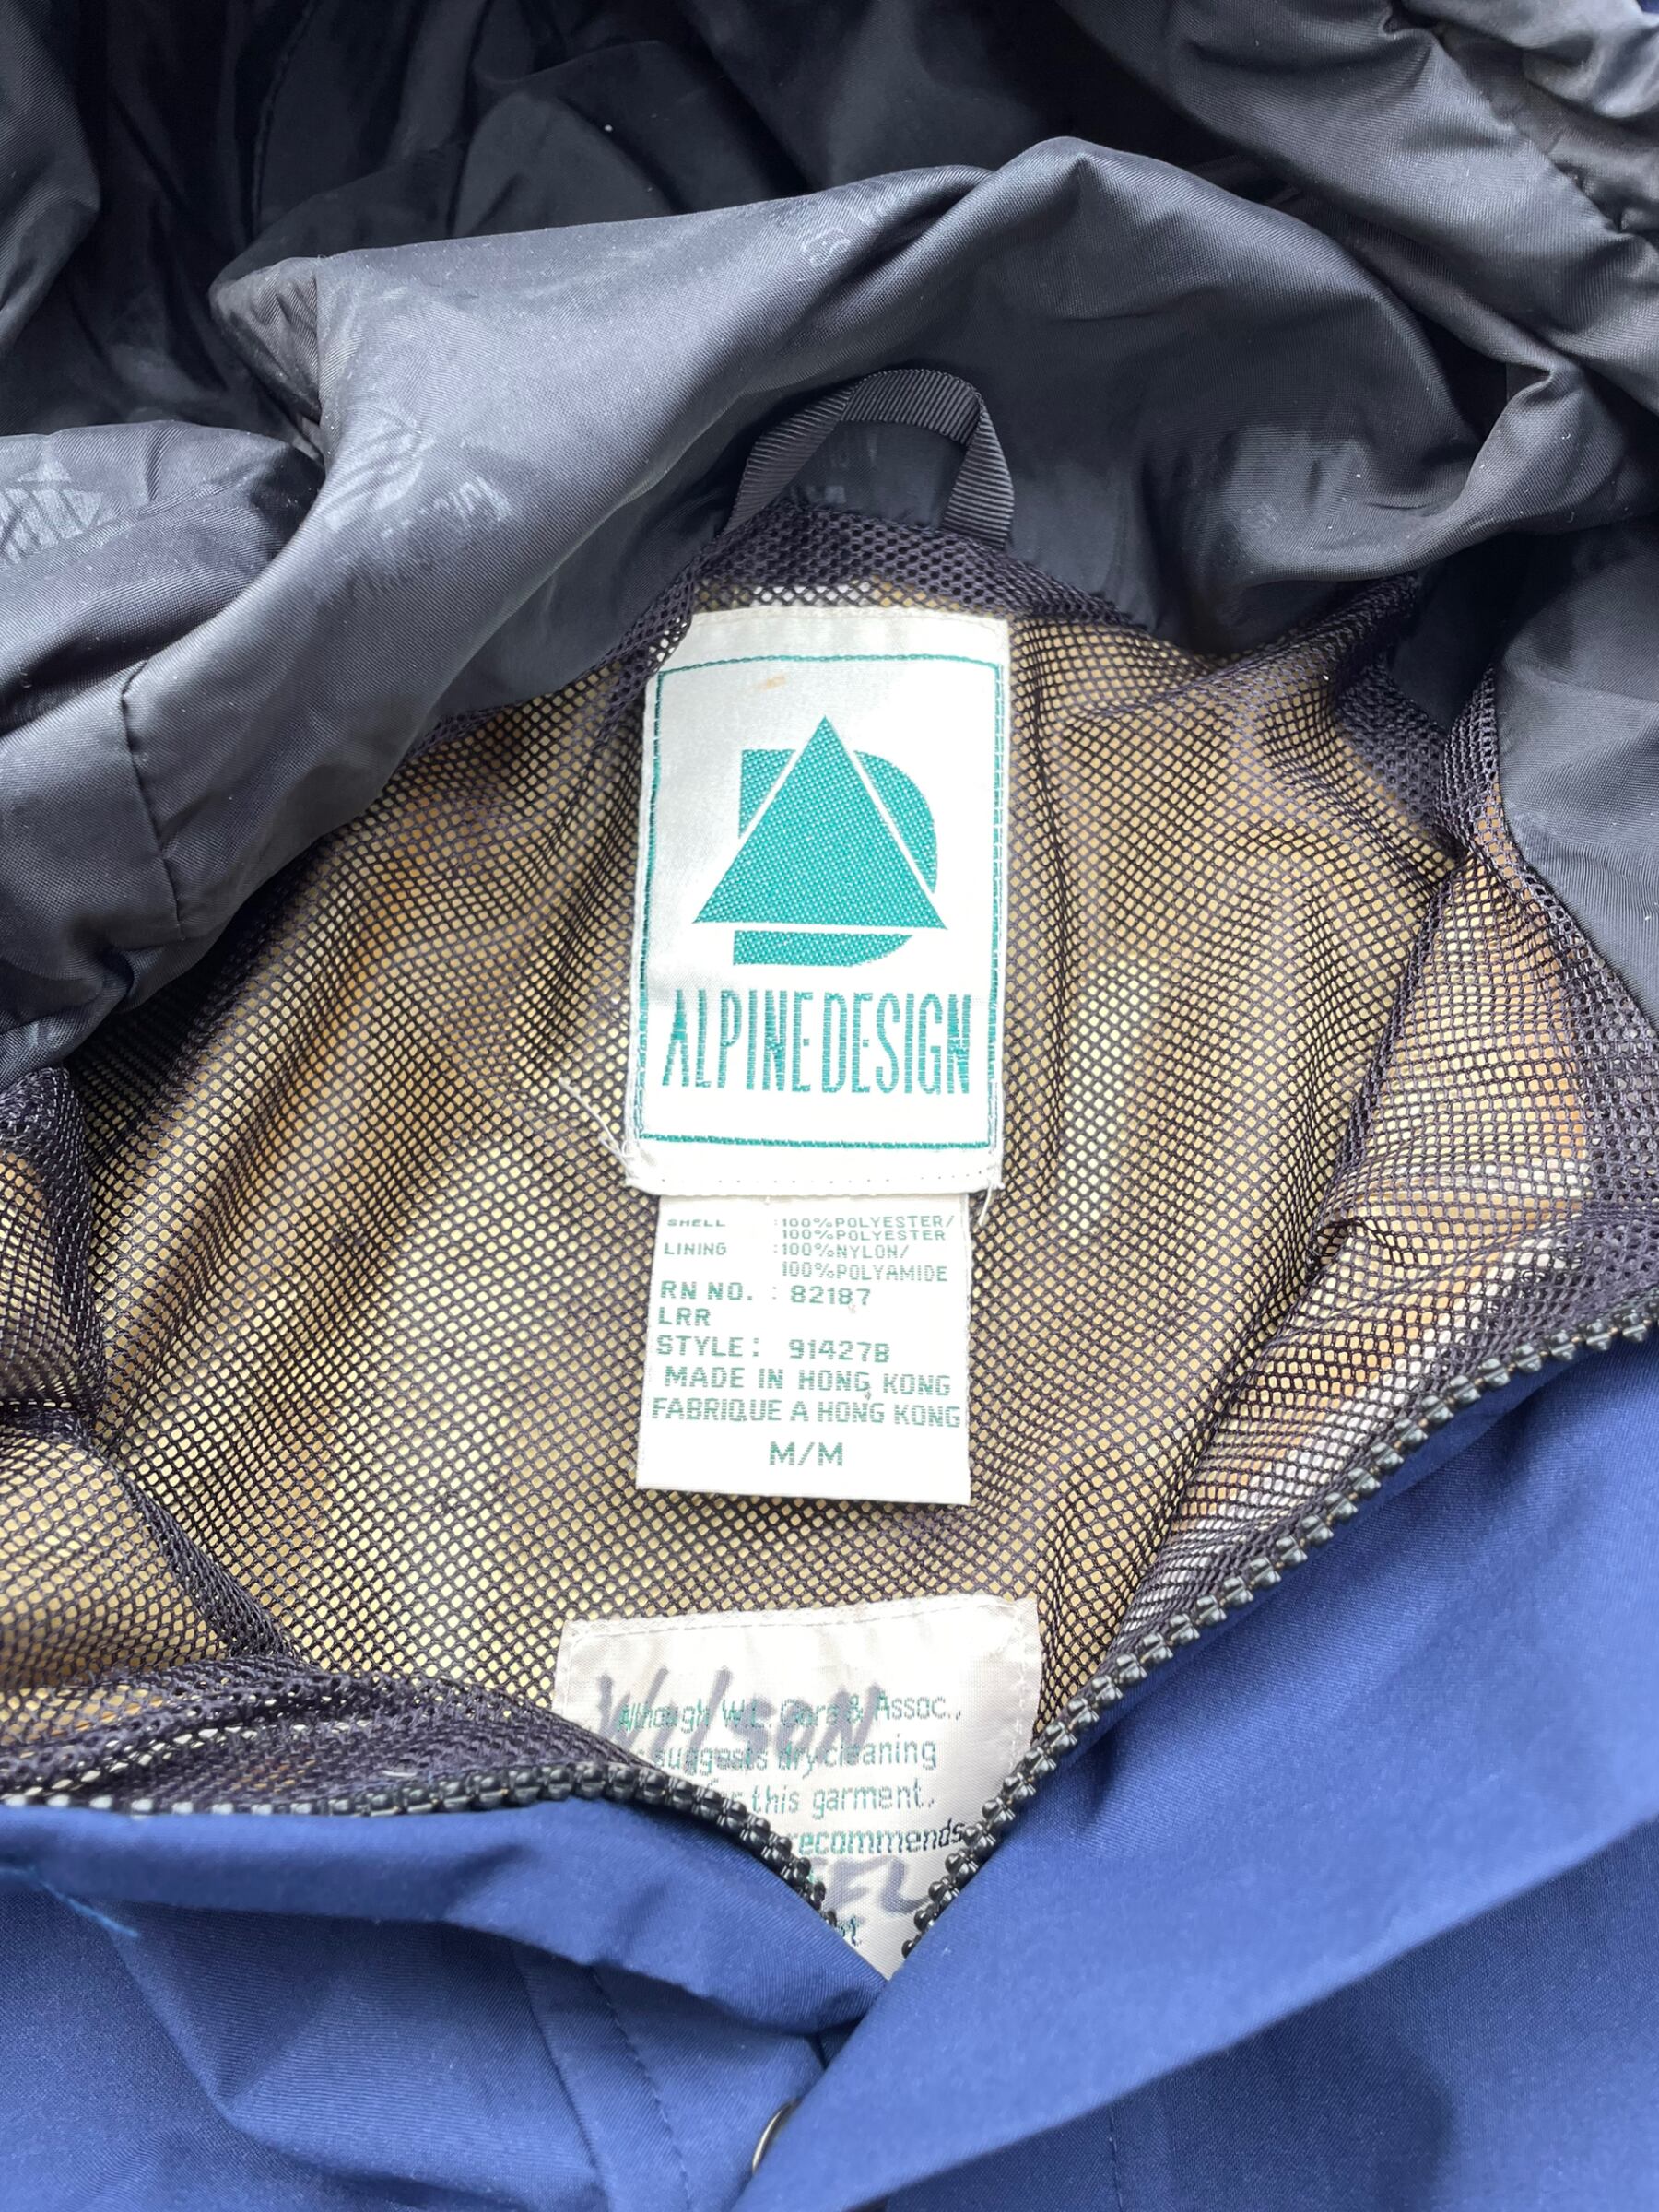 ALPINE DESIGN
SHELL :100%POLYESTER/
100%POLYESTER
LINING :100%NYLON/
100%POLYAMIDE
RN NO. : 82187
LRR
STYLE: 91427B
MADE IN HONG KONG
FABRIQUE A HONG KONG
M/M
WILSON
Although W.L. Gore & Assoc.,
suggests dry cleaning
for this garment,
recommends